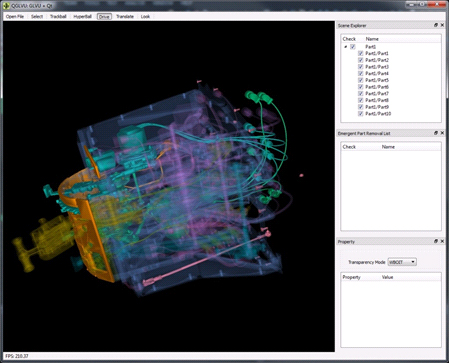 QGLVU: GLVU + Qt
Open File Select Trackball HyperBall Drive Translate Look
Scene Explorer
Check Name
Part1
Part1/Part1
Part1/Part2
Part1/Part3
Part1/Part4
Part1/Part5
Part1/Part6
Part1/Part7
Part1/Part8
Part1/Part9
Part1/Part10
Emergent Part Removal List
Check Name
Property
Transparency Mode WBOIT
Property Value
FPS: 210.37